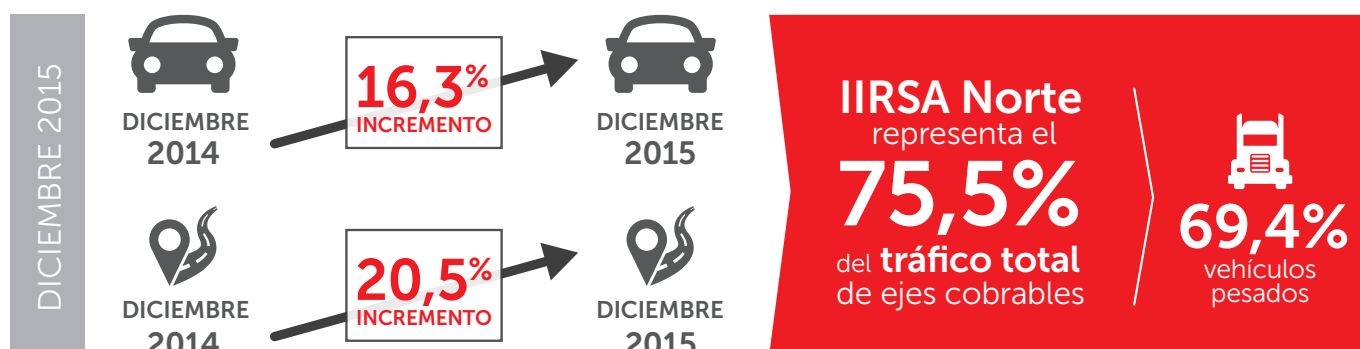 DICIEMBRE 2015
DICIEMBRE
2014
16,3%
INCREMENTO
DICIEMBRE
2015
DICIEMBRE
2014
20,5%
INCREMENTO
DICIEMBRE
2015
IIRSA Norte
representa el
75,5%
del tráfico total
de ejes cobrables
69,4%
vehículos
pesados